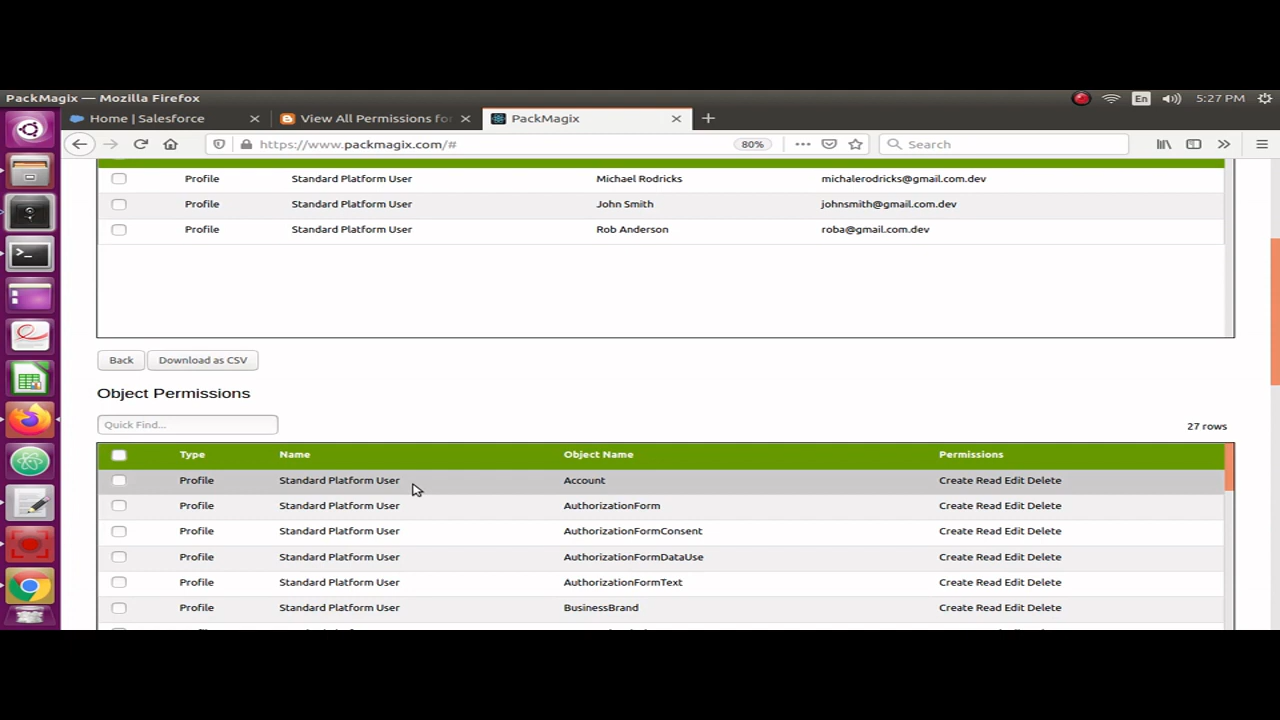 PackMagix — Mozilla Firefox En 5:27 PM
Home | Salesforce View All Permissions fo PackMagix
https://www.packmagix.com/# 80% Search
Profile Standard Platform User Michael Rodricks michalerodricks@gmail.com.dev
Profile Standard Platform User John Smith johnsmith@gmail.com.dev
Profile Standard Platform User Rob Anderson roba@gmail.com.dev
Back Download as CSV
Object Permissions
Quick Find... 27 rows
Type Name Object Name Permissions
Profile Standard Platform User Account Create Read Edit Delete
Profile Standard Platform User AuthorizationForm Create Read Edit Delete
Profile Standard Platform User AuthorizationFormConsent Create Read Edit Delete
Profile Standard Platform User AuthorizationFormDataUse Create Read Edit Delete
Profile Standard Platform User AuthorizationFormText Create Read Edit Delete
Profile Standard Platform User BusinessBrand Create Read Edit Delete